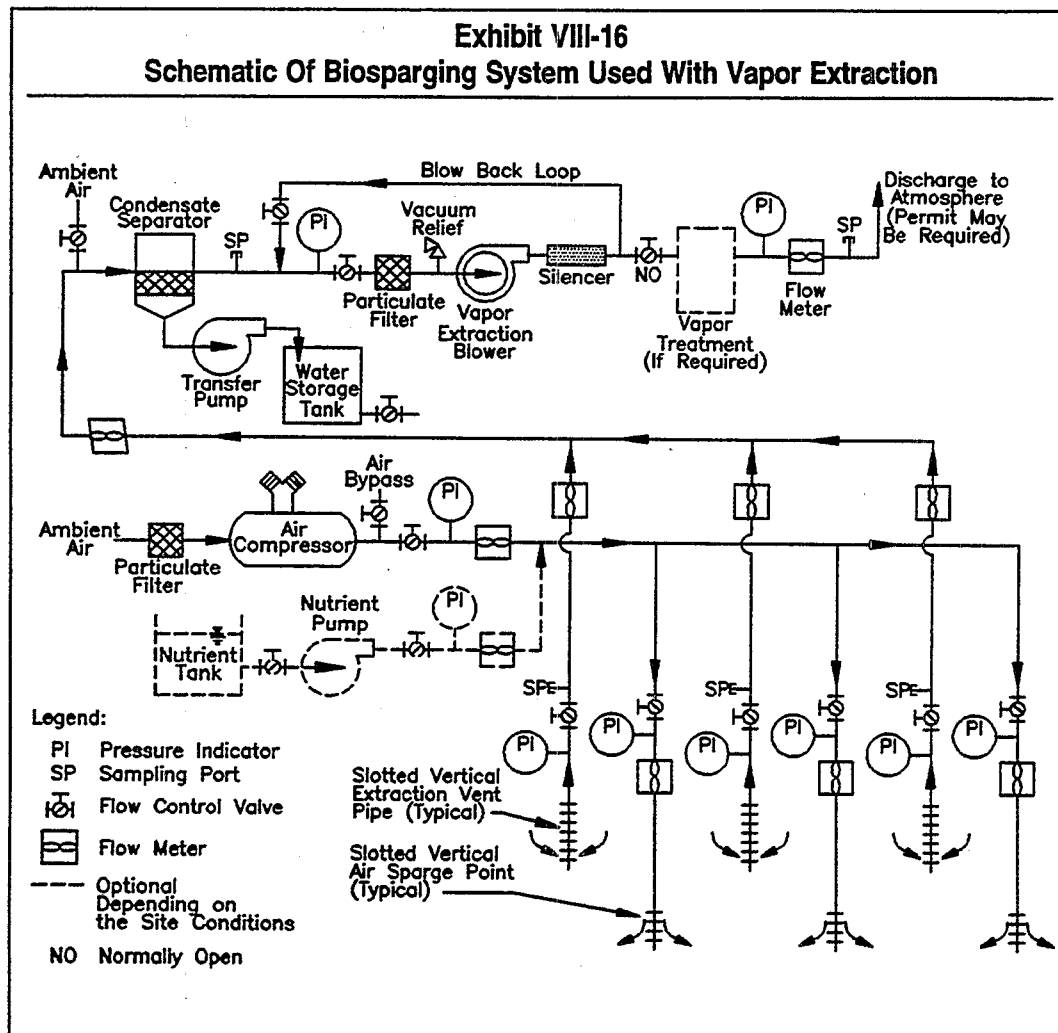 Exhibit VIII-16
Schematic Of Biosparging System Used With Vapor Extraction
Ambient
Air
Condensate
Separator
SP
PI
Blow Back Loop
Vacuum
Relief
Particulate
Filter
Vapor
Extraction
Blower
Silencer
NO
Vapor
Treatment
(If Required)
PI
Flow
Meter
SP
Discharge to
Atmosphere
(Permit May
Be Required)
Transfer
Pump
Water
Storage
Tank
Ambient
Air
Particulate
Filter
Air
Compressor
Air
Bypass
PI
Nutrient
Tank
Nutrient Pump
PI
SP
PI
PI
SP
PI
PI
SP
PI
PI
Slotted Vertical
Extraction Vent
Pipe (Typical)
Slotted Vertical
Air Sparge Point
(Typical)
Legend:
PI Pressure Indicator
SP Sampling Port
Flow Control Valve
Flow Meter
Optional
Depending on
the Site Conditions
NO Normally Open